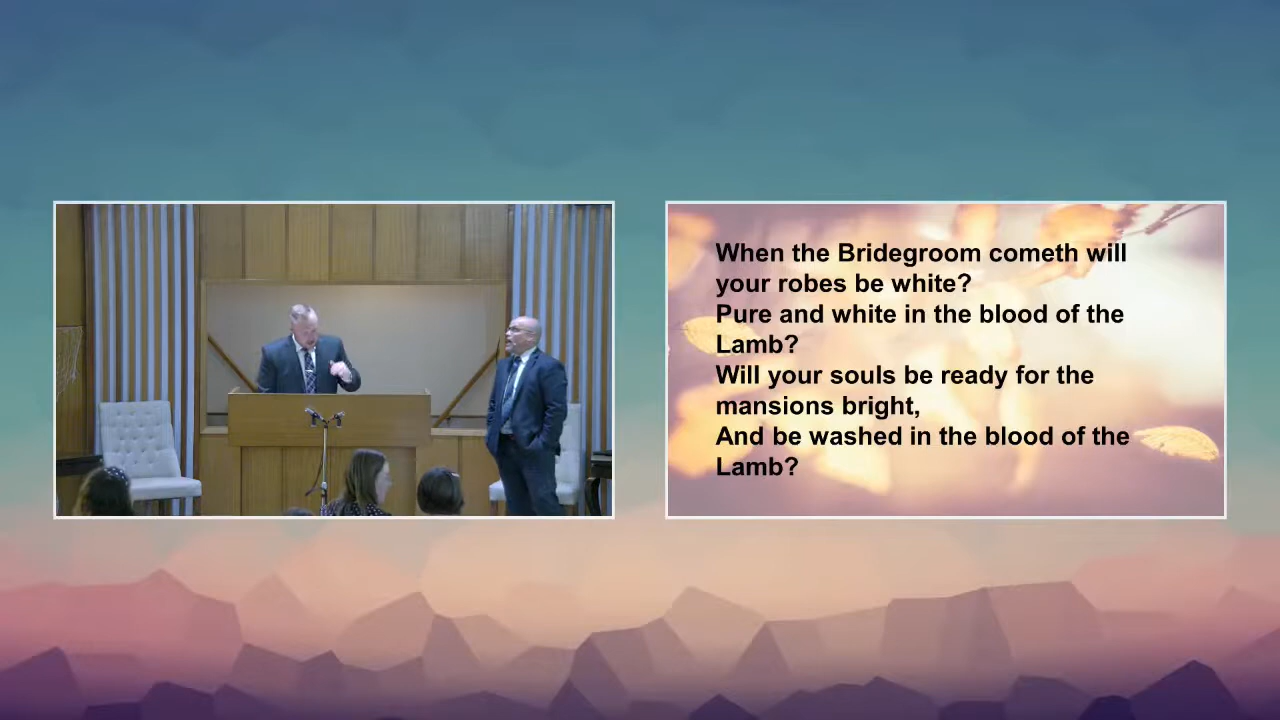 When the Bridegroom cometh will
your robes be white?
Pure and white in the blood of the
Lamb?
Will your souls be ready for the
mansions bright,
And be washed in the blood of the
Lamb?